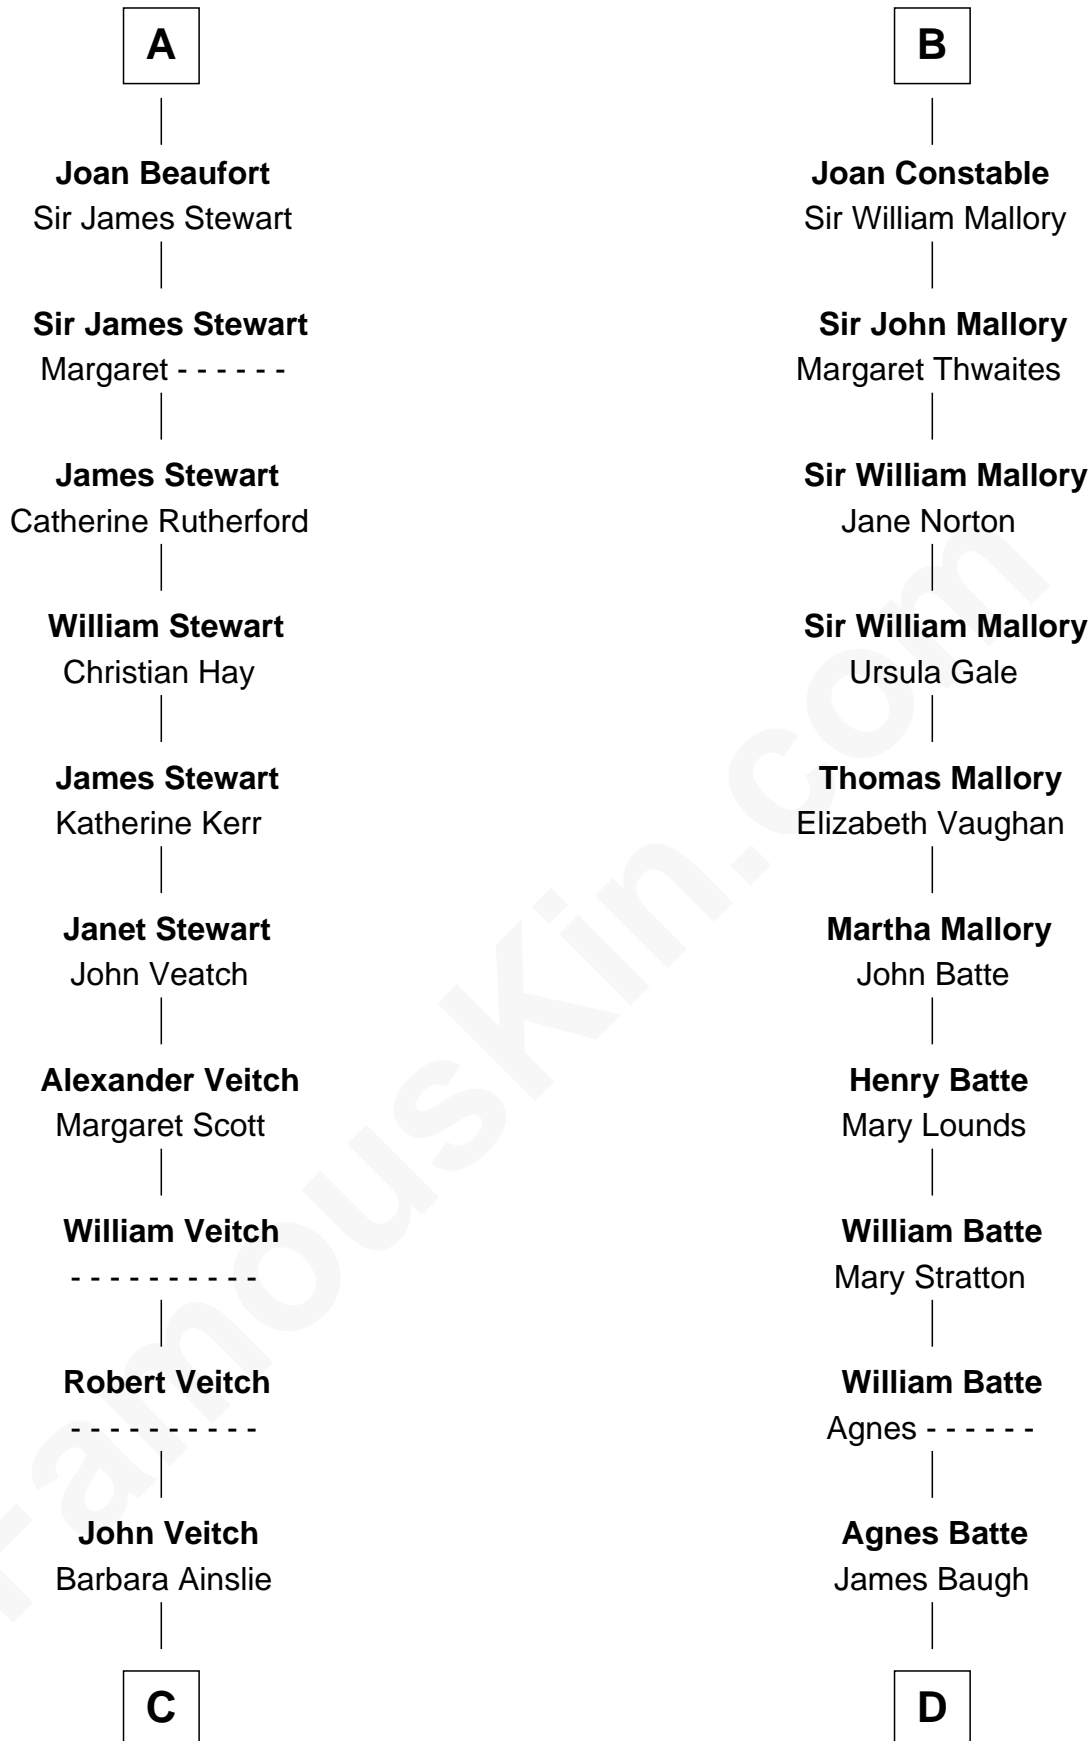 A
Joan Beaufort
Sir James Stewart
Sir James Stewart
Margaret - - - - - -
James Stewart
Catherine Rutherford
William Stewart
Christian Hay
James Stewart
Katherine Kerr
Janet Stewart
John Veatch
Alexander Veitch
Margaret Scott
William Veitch
- - - - - - - - - -
Robert Veitch
- - - - - - - - - -
John Veitch
Barbara Ainslie
C
B
Joan Constable
Sir William Mallory
Sir John Mallory
Margaret Thwaites
Sir William Mallory
Jane Norton
Sir William Mallory
Ursula Gale
Thomas Mallory
Elizabeth Vaughan
Martha Mallory
John Batte
Henry Batte
Mary Lounds
William Batte
Mary Stratton
William Batte
Agnes - - - - - -
Agnes Batte
James Baugh
D
FamousKin.com